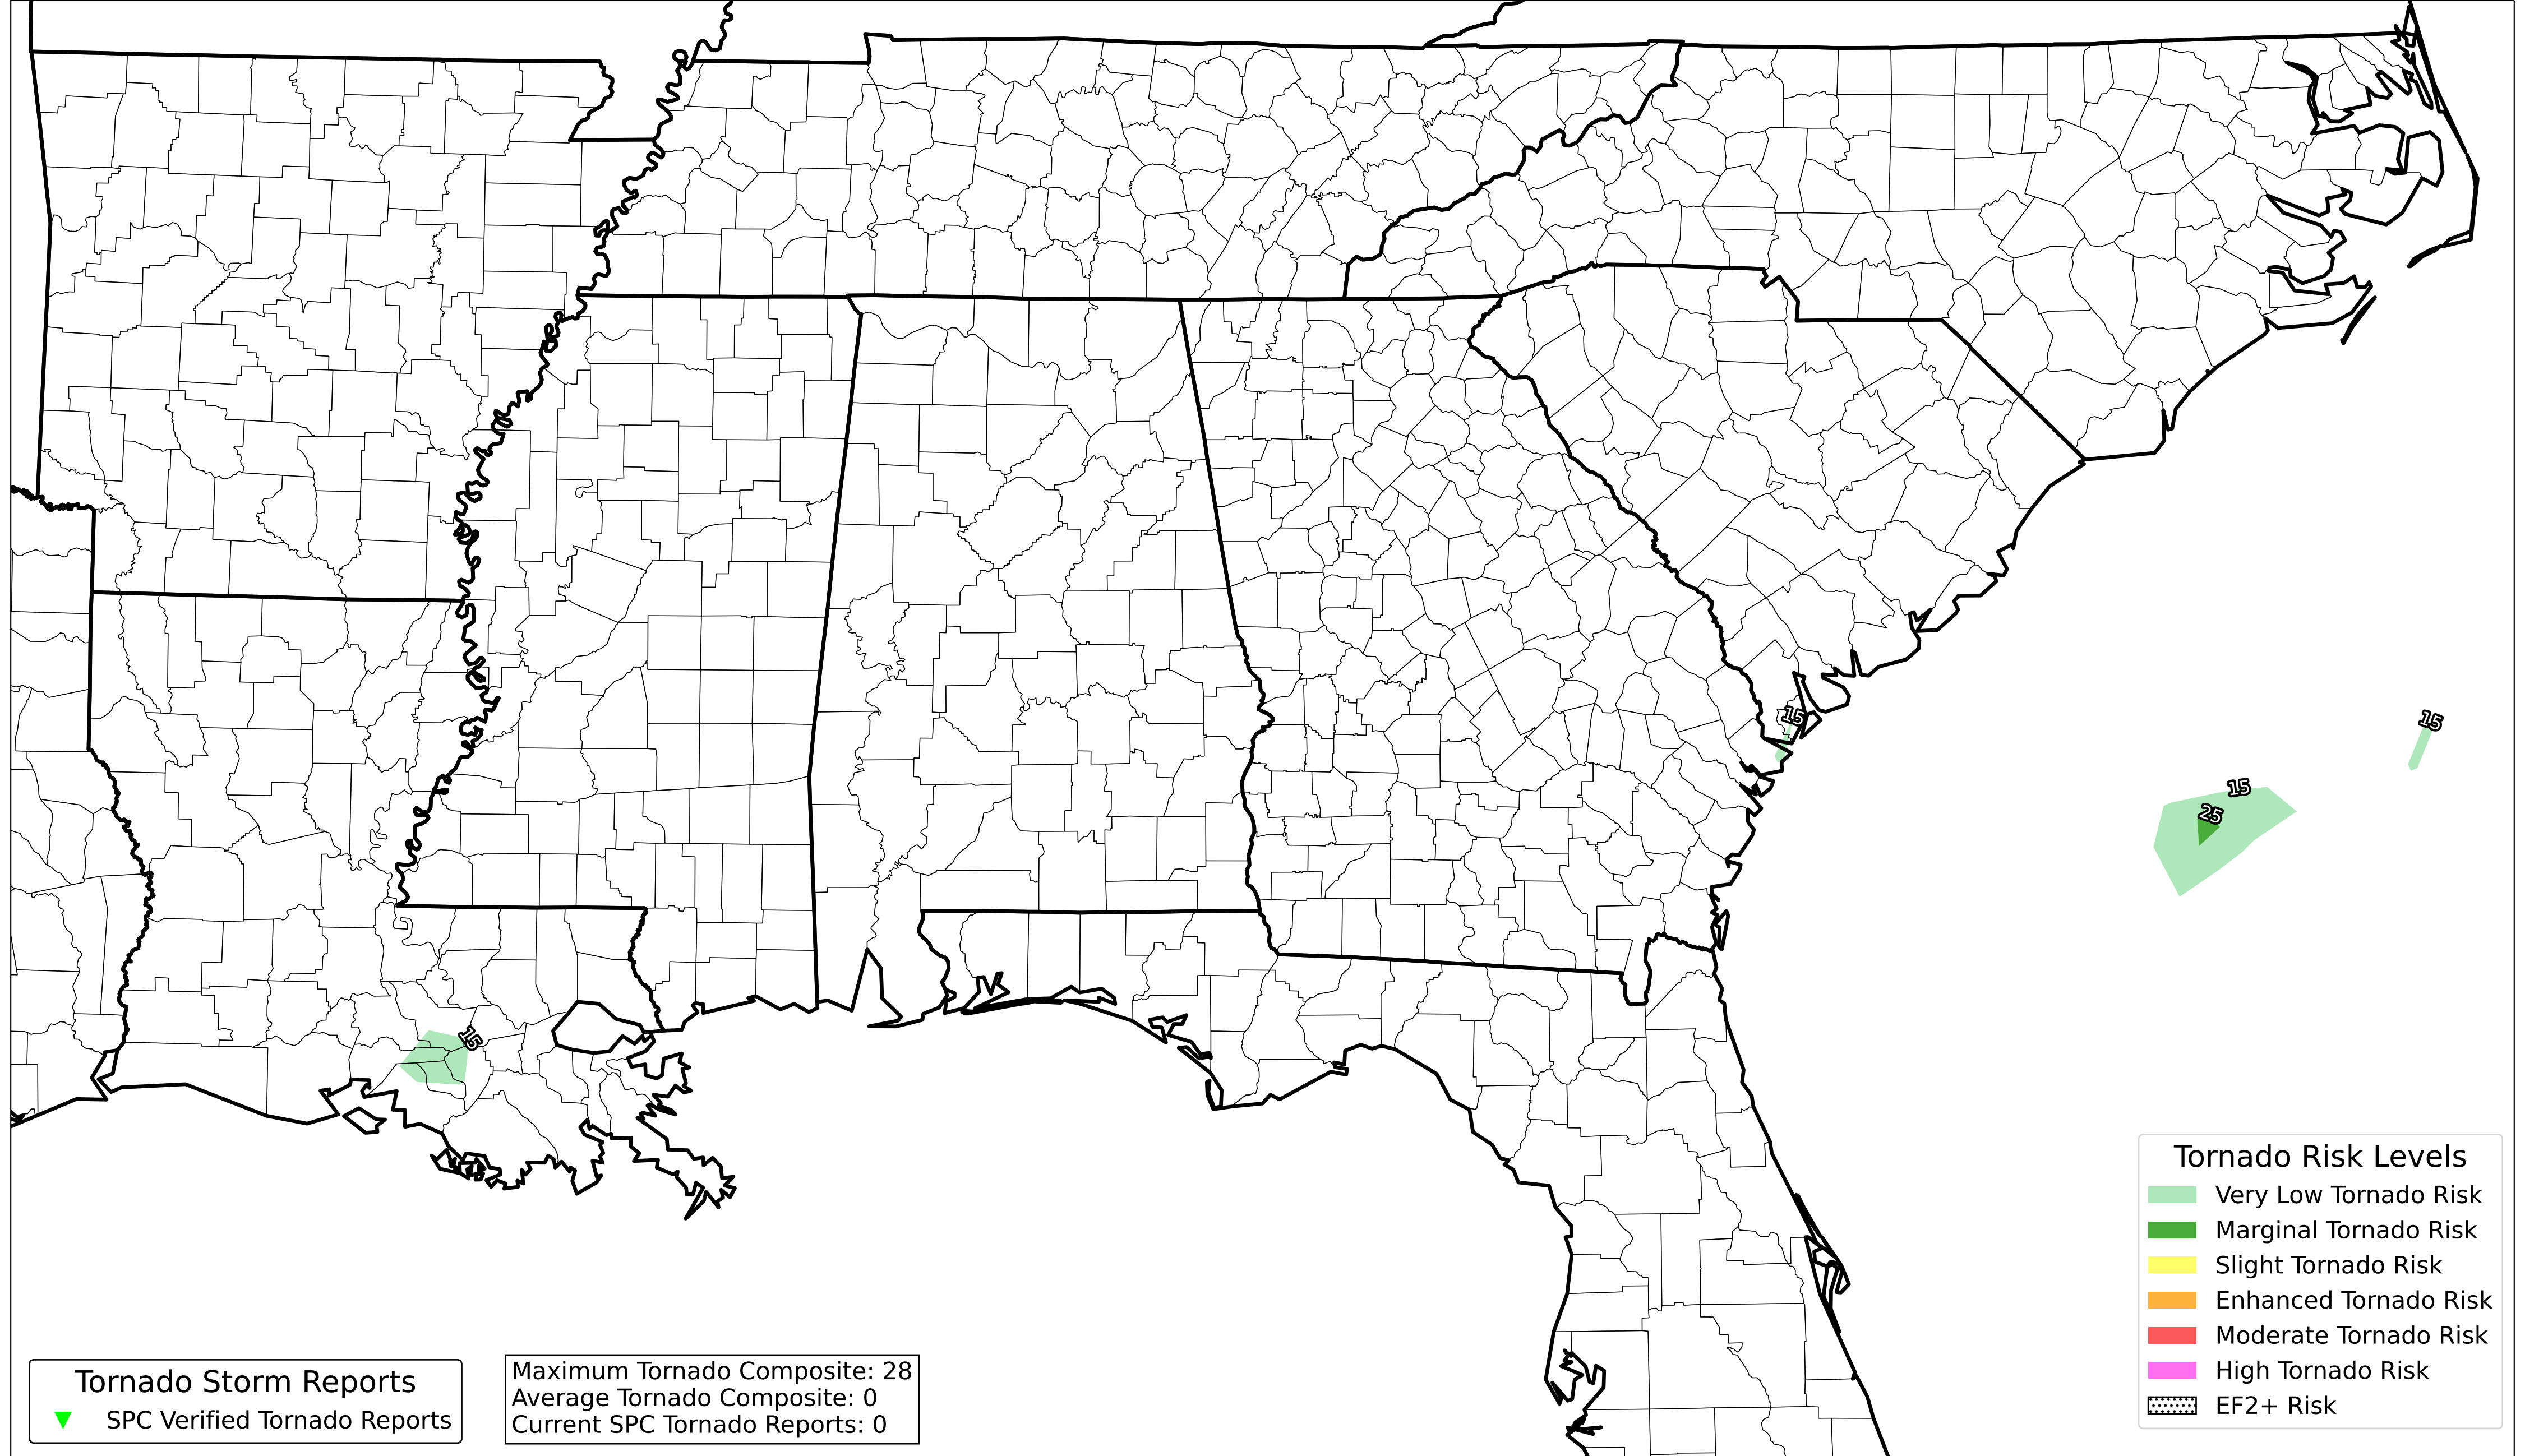 15
15
15
25
15
Tornado Risk Levels
Very Low Tornado Risk
Marginal Tornado Risk
Slight Tornado Risk
Enhanced Tornado Risk
Moderate Tornado Risk
High Tornado Risk
EF2+ Risk
Tornado Storm Reports
SPC Verified Tornado Reports
Maximum Tornado Composite: 28
Average Tornado Composite: 0
Current SPC Tornado Reports: 0